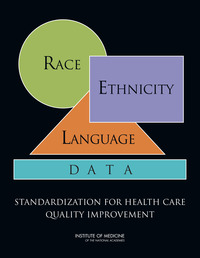 RACE
ETHNICITY
LANGUAGE
DATA
STANDARDIZATION FOR HEALTH CARE
QUALITY IMPROVEMENT
INSTITUTE OF MEDICINE
OF THE NATIONAL ACADEMIES